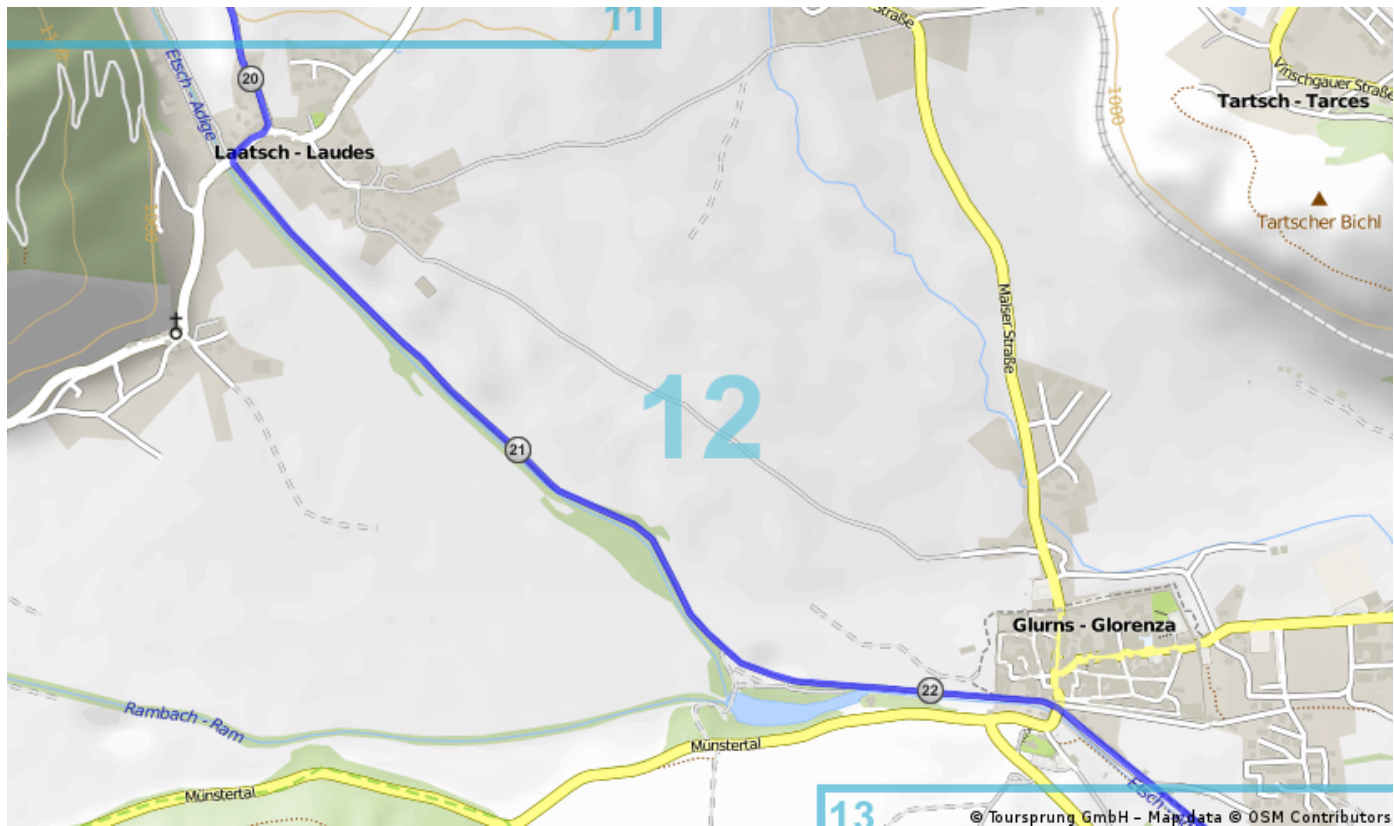 11
Straße
20
Etsch - Adige
Vinschgauer Straße
Tartsch - Tarces
1000
Laatsch - Laudes
1000
Tartscher Bichl
Maiser Straße
12
21
Glurns - Glorenza
22
Rambach - Ram
Münstertal
Münstertal
Etsch
13
© Toursprung GmbH – Map data © OSM Contributors